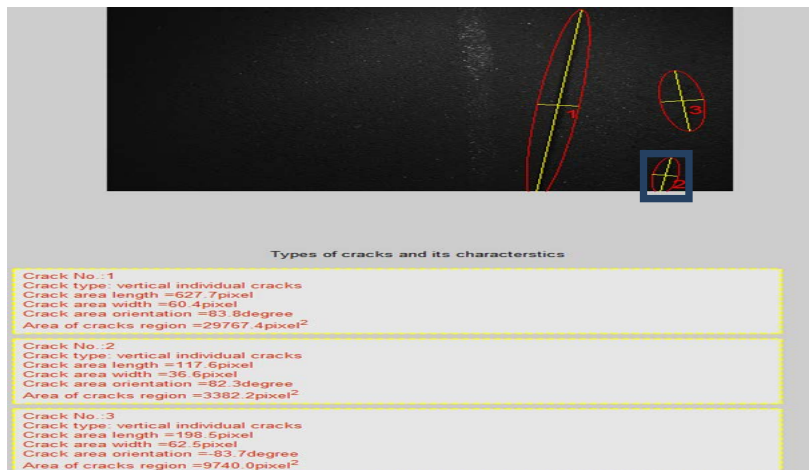 1
3
2
Types of cracks and its characterstics
Crack No.:1
Crack type: vertical individual cracks
Crack area length =627.7pixel
Crack area width =60.4pixel
Crack area orientation =83.8degree
Area of cracks region =29767.4pixel²
Crack No.:2
Crack type: vertical individual cracks
Crack area length =117.6pixel
Crack area width =36.6pixel
Crack area orientation =82.3degree
Area of cracks region =3382.2pixel²
Crack No.:3
Crack type: vertical individual cracks
Crack area length =198.5pixel
Crack area width =62.5pixel
Crack area orientation =-83.7degree
Area of cracks region =9740.0pixel²